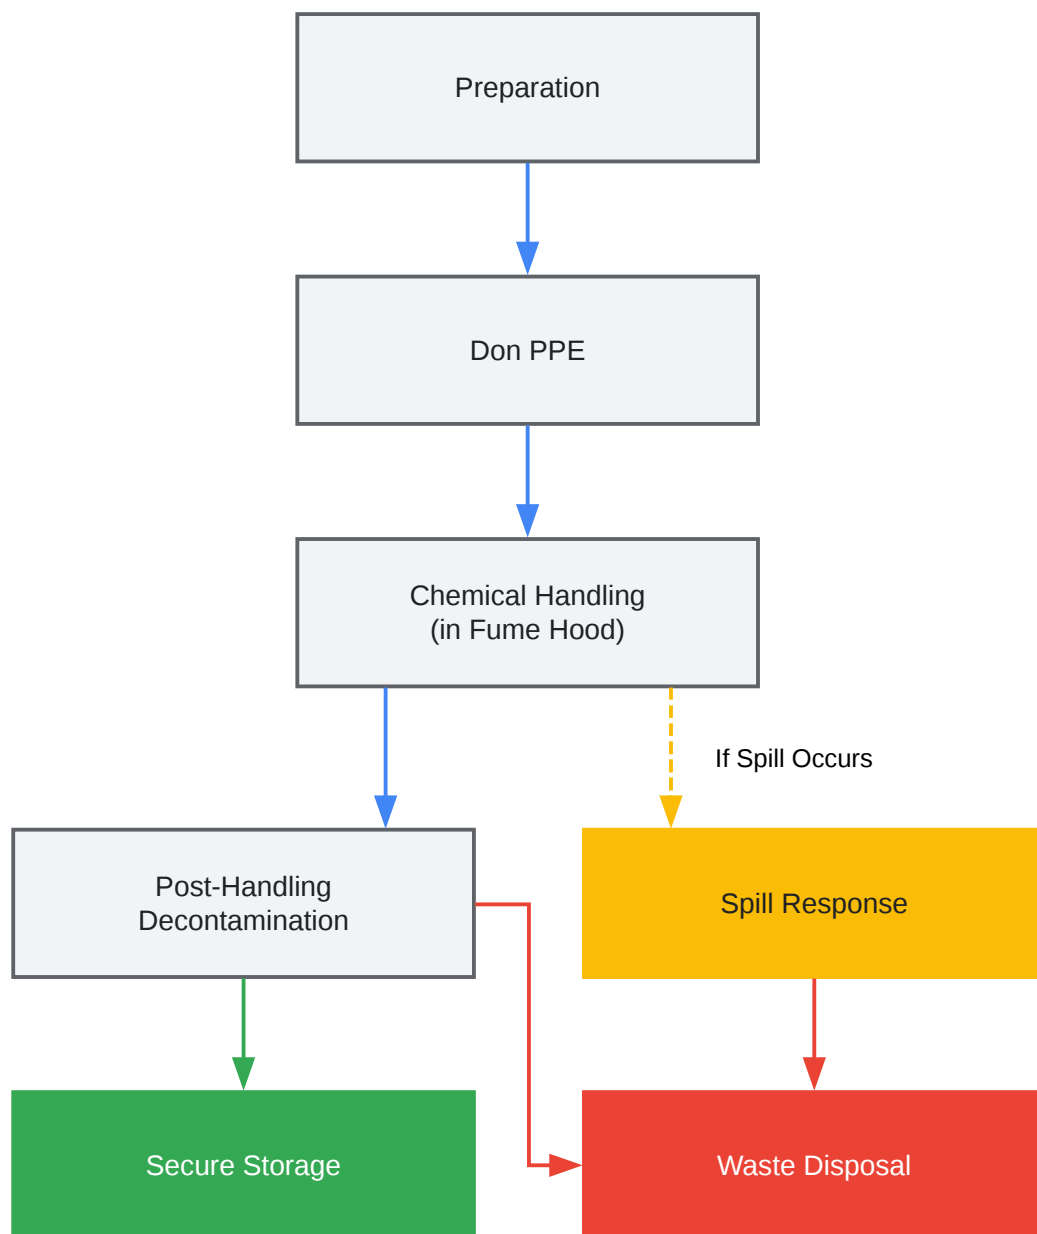 Preparation
Don PPE
Chemical Handling
(in Fume Hood)
If Spill Occurs
Post-Handling
Decontamination
Spill Response
Secure Storage
Waste Disposal